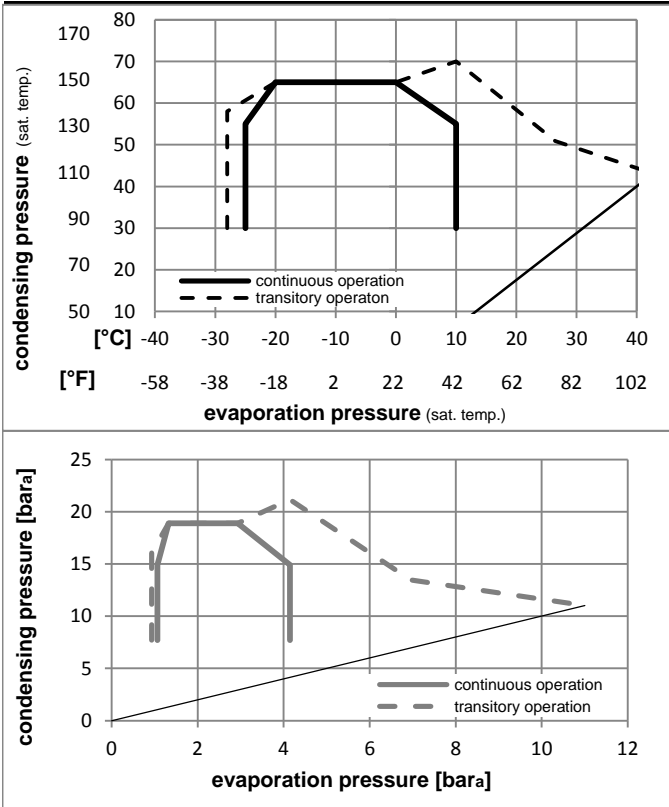 condensing pressure (sat. temp.)
170 80
150 70
60
130 50
110 40
90 30
70 20
50 10
continuous operation
transitory operaton
[°C] -40 -30 -20 -10 0 10 20 30 40
[°F] -58 -38 -18 2 22 42 62 82 102
evaporation pressure (sat. temp.)
condensing pressure [bara]
25
20
15
10
5
0
continuous operation
transitory operation
0 2 4 6 8 10 12
evaporation pressure [bara]